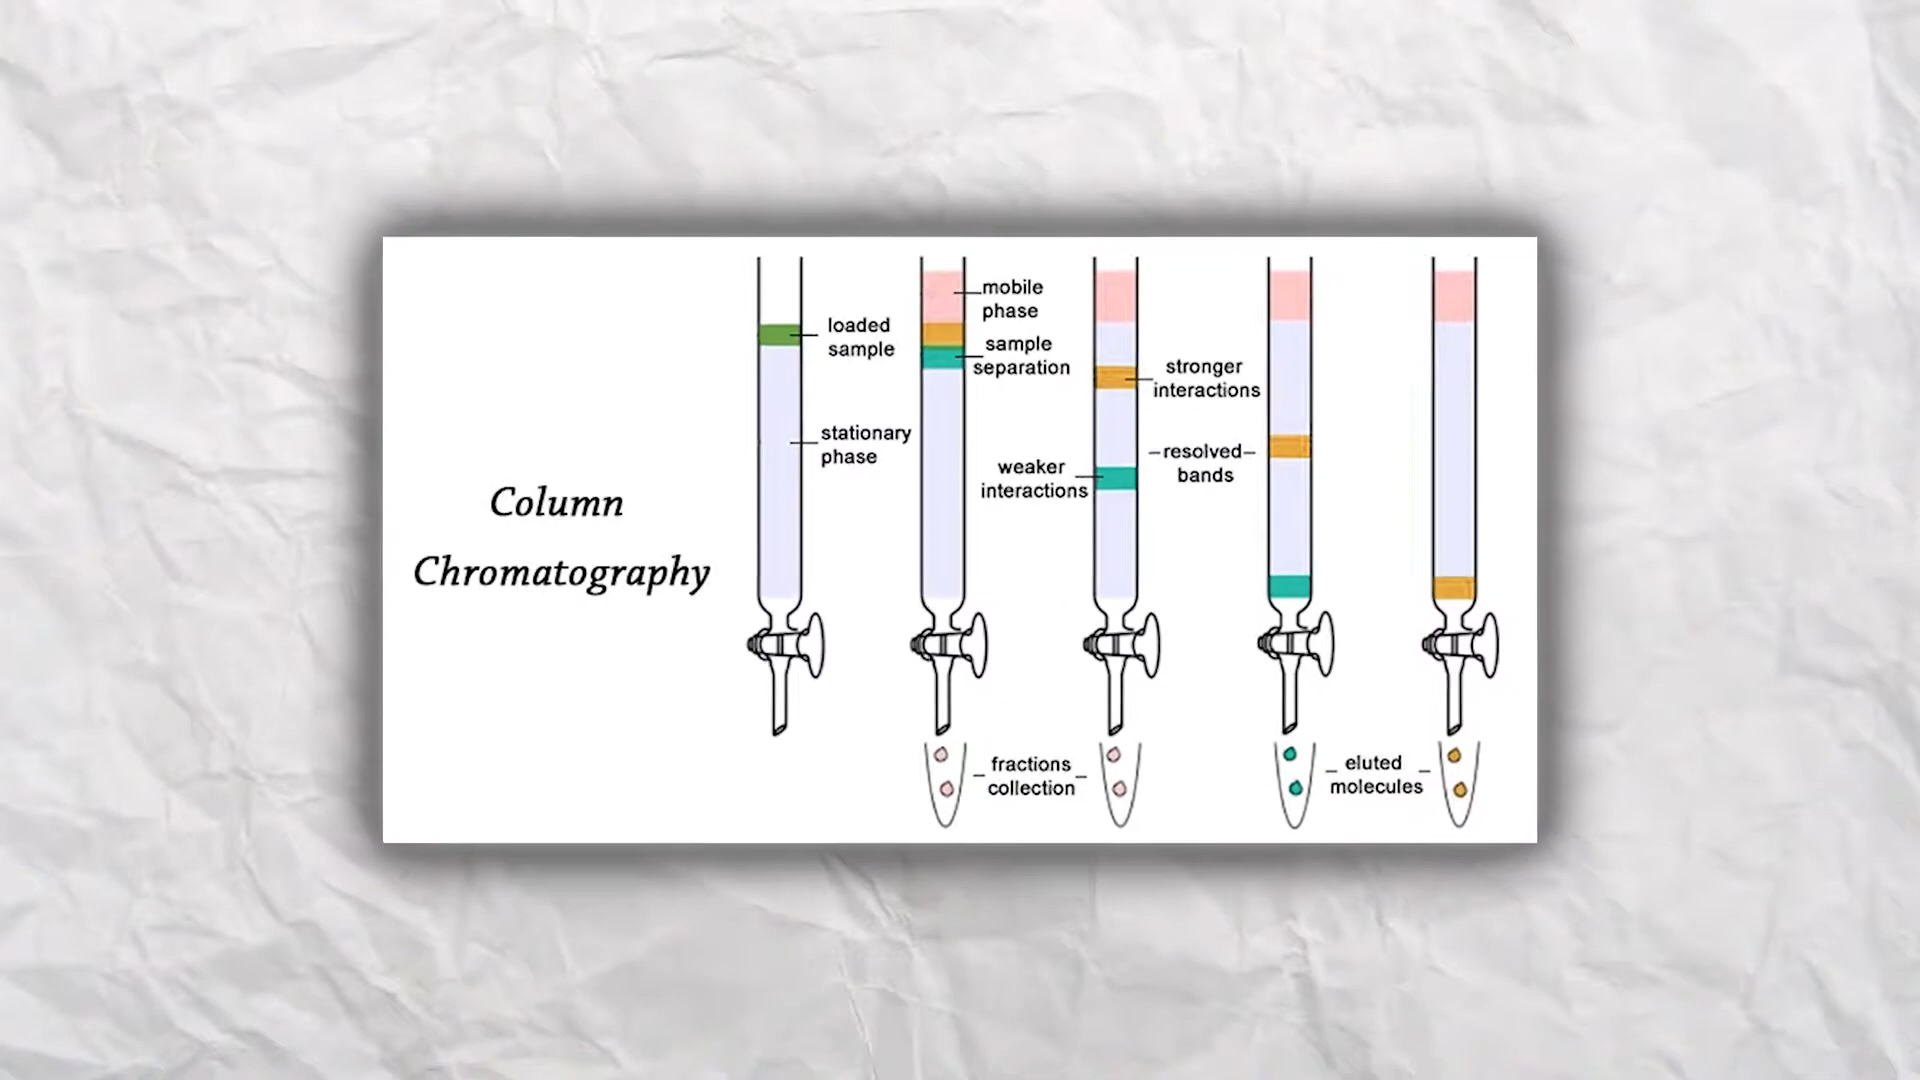 Column
Chromatography
loaded
sample
stationary
phase
mobile
phase
sample
separation
weaker
interactions
stronger
interactions
resolved
bands
fractions
collection
eluted
molecules